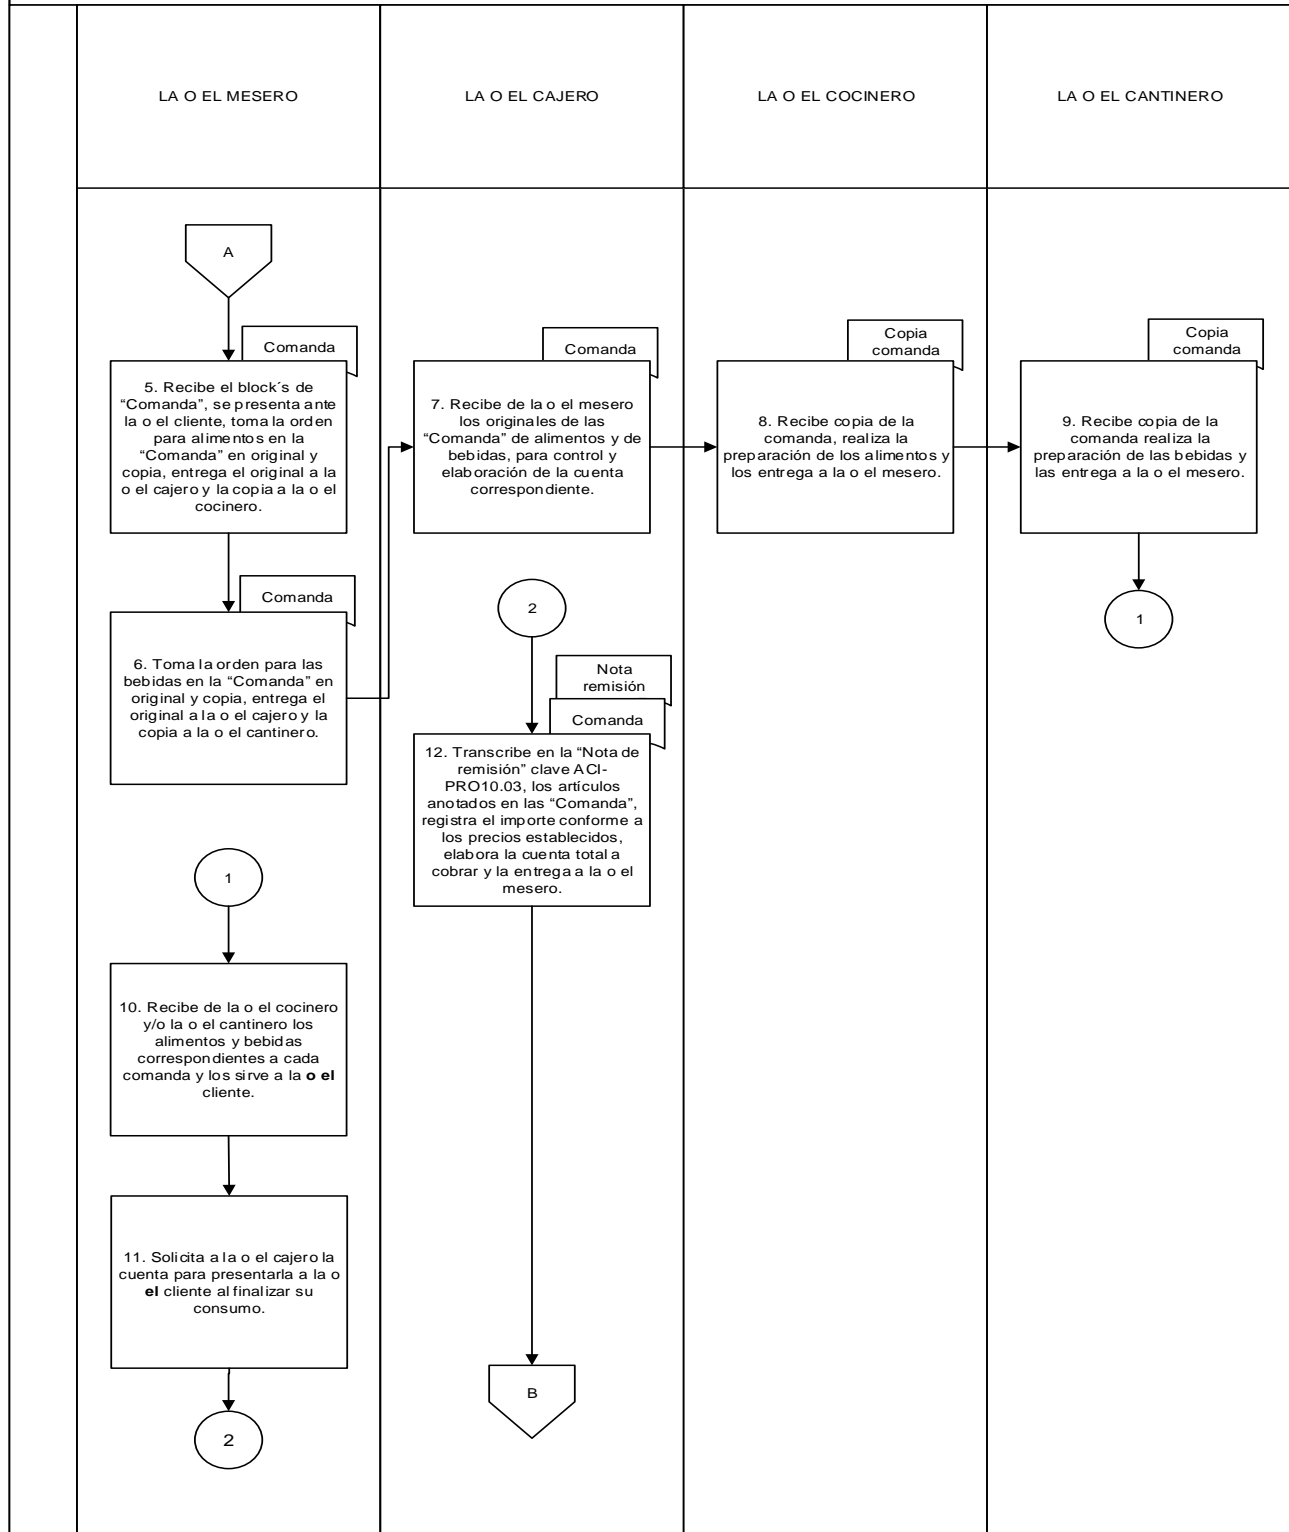 LA O EL MESERO
LA O EL CAJERO
LA O EL COCINERO
LA O EL CANTINERO
A
Comanda
5. Recibe el block´s de
“Comanda”, se presenta ante
la o el cliente, toma la orden
para alimentos en la
“Comanda” en original y
copia, entrega el original a la
o el cajero y la copia a la o el
cocinero.
Comanda
7. Recibe de la o el mesero
los originales de las
“Comanda” de alimentos y de
bebidas, para control y
elaboración de la cuenta
correspondiente.
Copia
comanda
8. Recibe copia de la
comanda, realiza la
preparación de los alimentos y
los entrega a la o el mesero.
Copia
comanda
9. Recibe copia de la
comanda realiza la
preparación de las bebidas y
las entrega a la o el mesero.
Comanda
6. Toma la orden para las
bebidas en la “Comanda” en
original y copia, entrega el
original a la o el cajero y la
copia a la o el cantinero.
2
1
Nota
remisión
Comanda
12. Transcribe en la “Nota de
remisión” clave ACI-
PRO10.03, los artículos
anotados en las “Comanda”,
registra el importe conforme a
los precios establecidos,
elabora la cuenta total a
cobrar y la entrega a la o el
mesero.
1
10. Recibe de la o el cocinero
y/o la o el cantinero los
alimentos y bebidas
correspondientes a cada
comanda y los sirve a la o el
cliente.
11. Solicita a la o el cajero la
cuenta para presentarla a la o
el cliente al finalizar su
consumo.
B
2